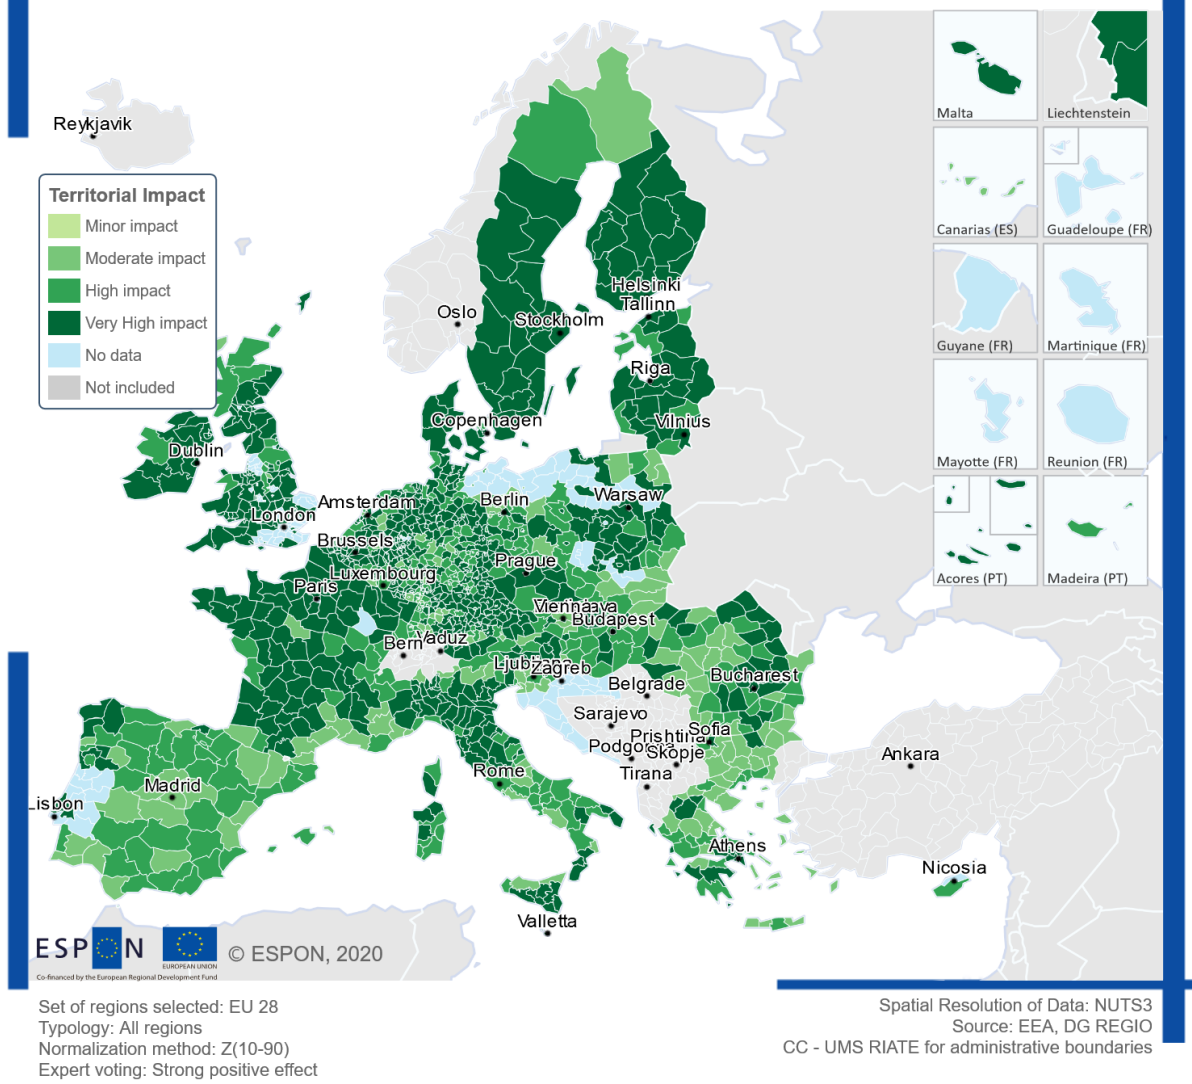 Reykjavik
Territorial Impact
Minor impact
Moderate impact
High impact
Very High impact
No data
Not included
Oslo
Stockholm
Helsinki
Tallinn
Riga
Copenhagen
Vilnius
Dublin
London
Amsterdam
Berlin
Warsaw
Brussels
Prague
Luxembourg
Paris
Vienna
Budapest
Bern
Vaduz
Zagreb
Belgrade
Bucharest
Sarajevo
Prishtina
Sofia
Skopje
Tirana
Rome
Madrid
Lisbon
Athens
Ankara
Nicosia
Valletta
Malta
Liechtenstein
Canarias (ES)
Guadeloupe (FR)
Guyane (FR)
Martinique (FR)
Mayotte (FR)
Reunion (FR)
Acores (PT)
Madeira (PT)
ESPON
EUROPEAN UNION
Co-financed by the European Regional Development Fund
© ESPON, 2020
Set of regions selected: EU 28
Typology: All regions
Normalization method: Z(10-90)
Expert voting: Strong positive effect
Spatial Resolution of Data: NUTS3
Source: EEA, DG REGIO
CC - UMS RIATE for administrative boundaries